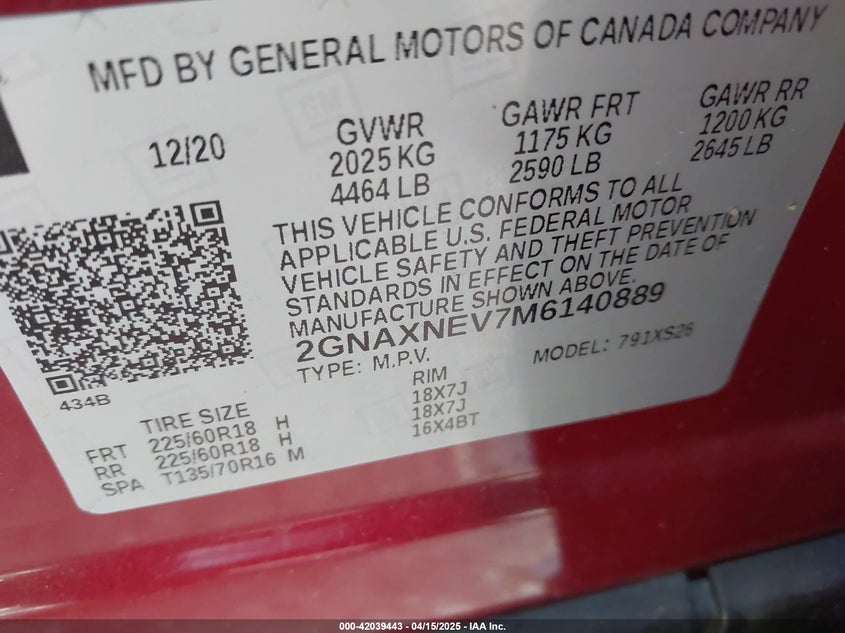 MFD BY GENERAL MOTORS OF CANADA COMPANY
12/20
GVWR
2025 KG
4464 LB
GAWR FRT
1175 KG
2590 LB
GAWR RR
1200 KG
2645 LB
THIS VEHICLE CONFORMS TO ALL
APPLICABLE U.S. FEDERAL MOTOR
VEHICLE SAFETY AND THEFT PREVENTION
STANDARDS IN EFFECT ON THE DATE OF
MANUFACTURE SHOWN ABOVE.
2GNAXNEV7M6140889
TYPE: M.P.V. MODEL: 791XS26
434B
TIRE SIZE RIM
FRT 225/60R18 H 18X7J
RR 225/60R18 H 18X7J
SPA T135/70R16 M 16X4BT
000-42039443 - 04/15/2025 - IAA Inc.